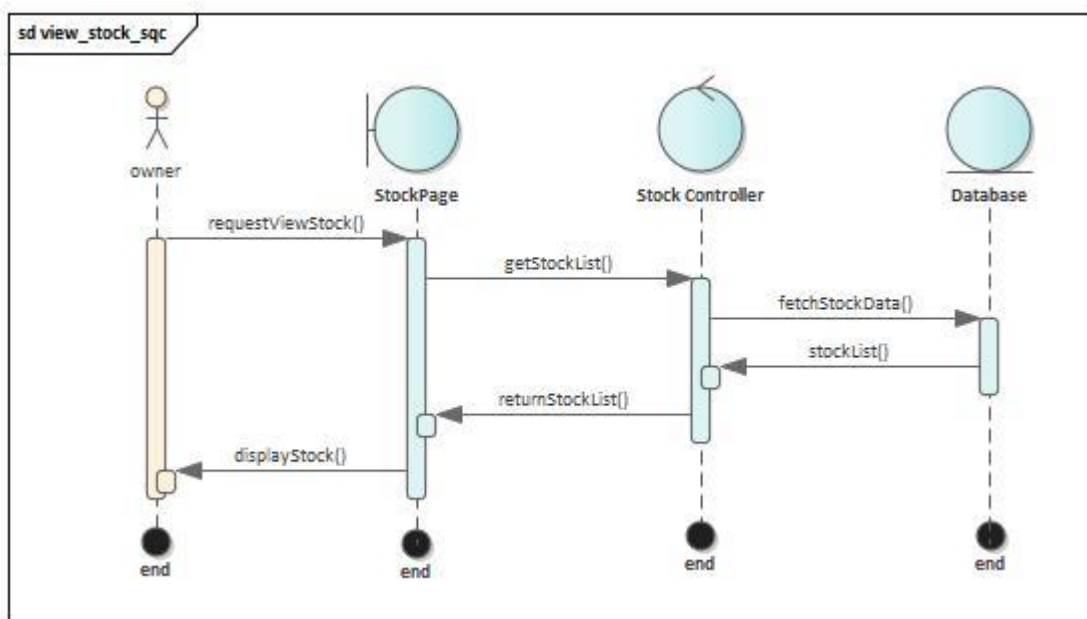 sd view_stock_sqc
owner
StockPage
Stock Controller
Database
requestViewStock()
getStockList()
fetchStockData()
stockList()
returnStockList()
displayStock()
end
end
end
end